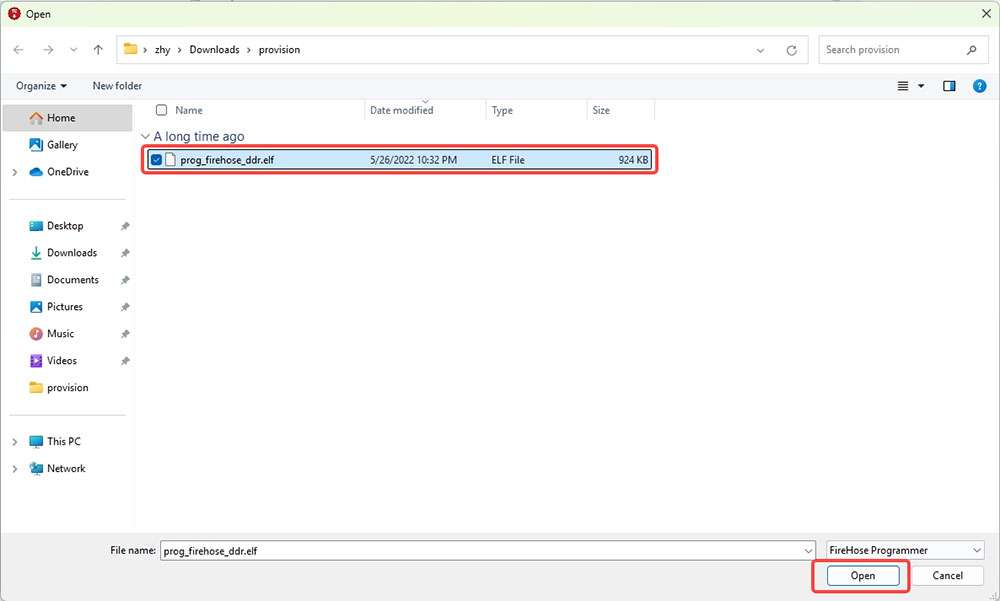 Open
zhy > Downloads > provision
Search provision
Organize
New folder
Name
Date modified
Type
Size
Home
Gallery
OneDrive
Desktop
Downloads
Documents
Pictures
Music
Videos
provision
This PC
Network
A long time ago
prog_firehose_ddr.elf 5/26/2022 10:32 PM ELF File 924 KB
File name: prog_firehose_ddr.elf
FireHose Programmer
Open
Cancel